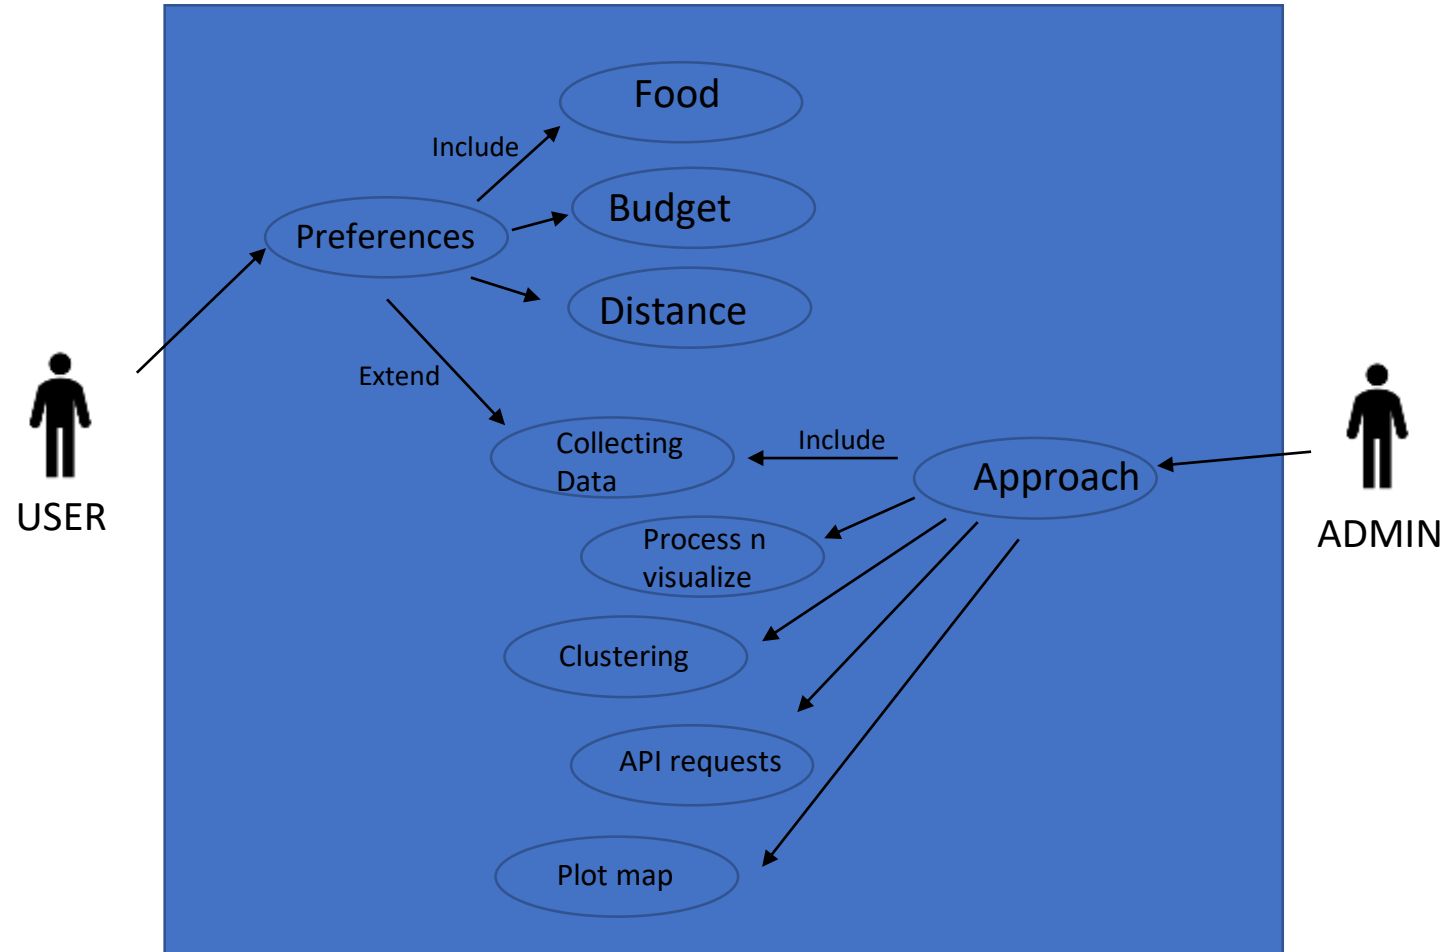 Food
Include
Budget
Preferences
Distance
Extend
Collecting
Data
Include
Approach
USER
ADMIN
Process n
visualize
Clustering
API requests
Plot map